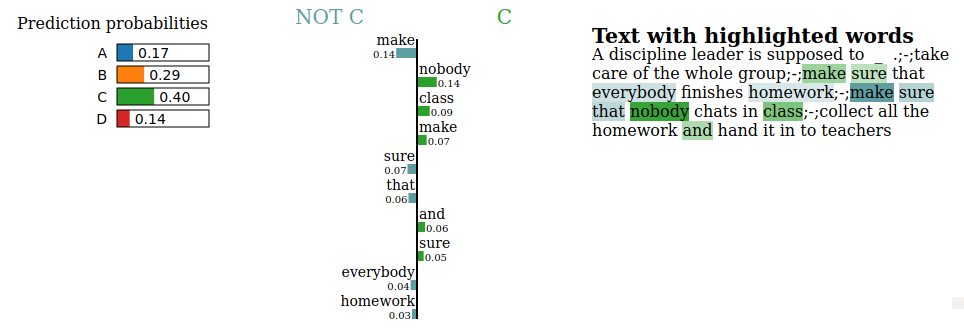 Prediction probabilities
A 0.17
B 0.29
C 0.40
D 0.14
NOT C C
make
0.14
nobody
0.14
class
0.09
make
0.07
sure
0.07
that
0.06
and
0.06
sure
0.05
everybody
0.04
homework
0.03
Text with highlighted words
A discipline leader is supposed to _ .;-;take
care of the whole group;-;make sure that
everybody finishes homework;-;make sure
that nobody chats in class;-;collect all the
homework and hand it in to teachers